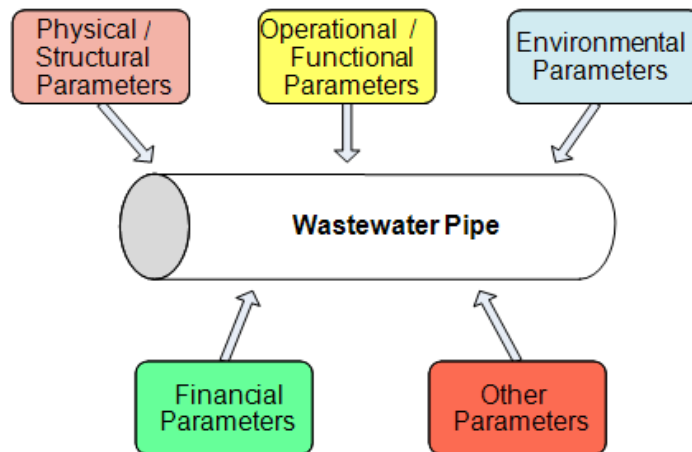 Physical /
Structural
Parameters
Operational /
Functional
Parameters
Environmental
Parameters
Wastewater Pipe
Financial
Parameters
Other
Parameters